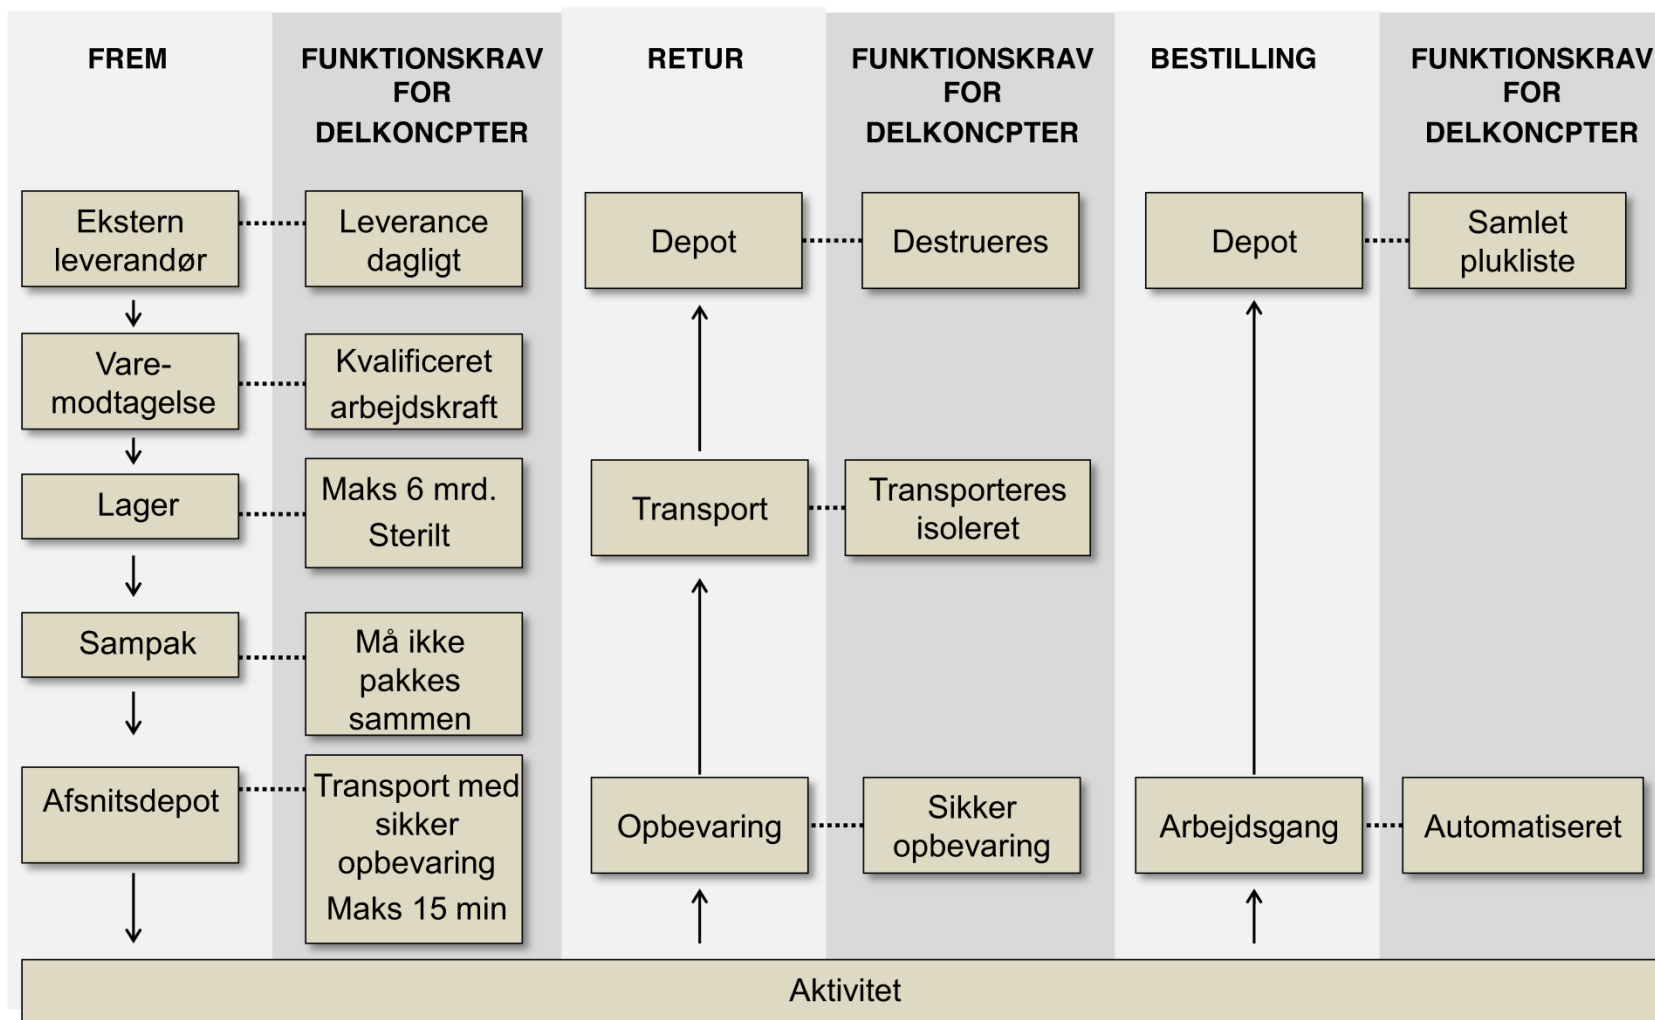 FREM
FUNKTIONSKRAV
FOR
DELKONCPTER
RETUR
FUNKTIONSKRAV
FOR
DELKONCPTER
BESTILLING
FUNKTIONSKRAV
FOR
DELKONCPTER
Ekstern
leverandør
Leverance
dagligt
Vare-
modtagelse
Kvalificeret
arbejdskraft
Lager
Maks 6 mrd.
Sterilt
Sampak
Må ikke
pakkes
sammen
Afsnitsdepot
Transport med
sikker
opbevaring
Maks 15 min
Depot
Destrueres
Transport
Transporteres
isoleret
Opbevaring
Sikker
opbevaring
Depot
Samlet
plukliste
Arbejdsgang
Automatiseret
Aktivitet